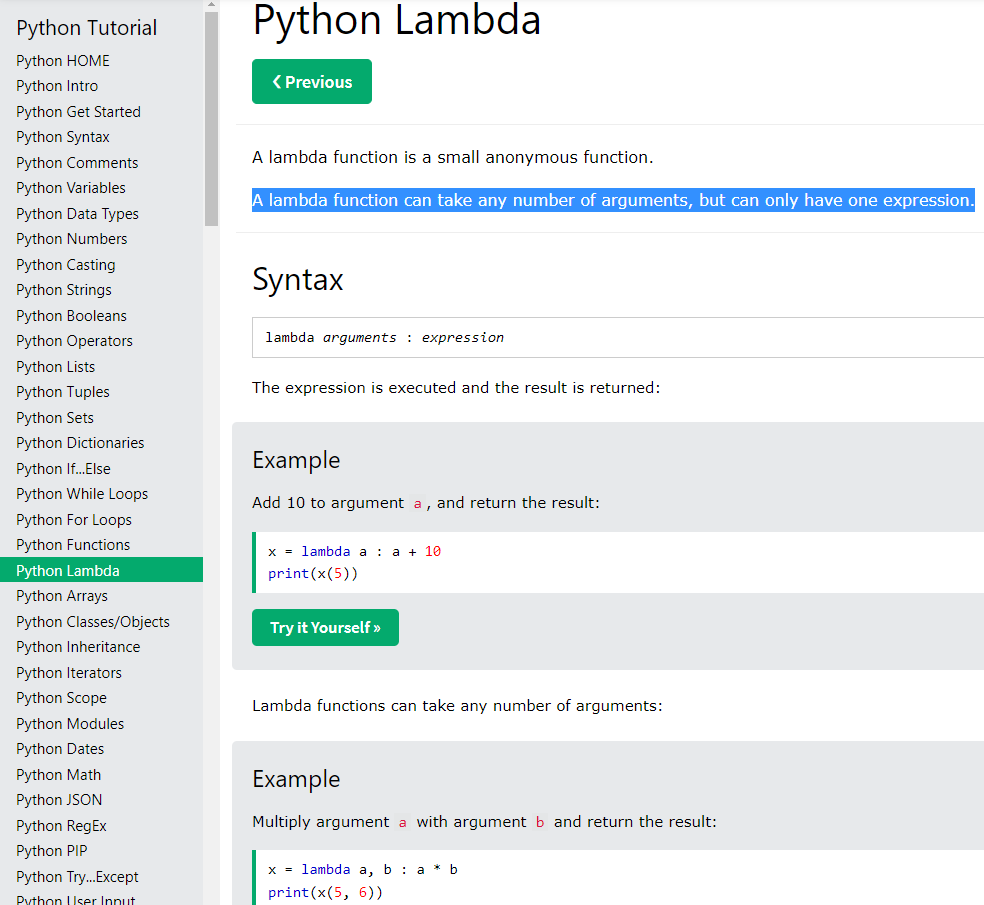 Python Tutorial
Python HOME
Python Intro
Python Get Started
Python Syntax
Python Comments
Python Variables
Python Data Types
Python Numbers
Python Casting
Python Strings
Python Booleans
Python Operators
Python Lists
Python Tuples
Python Sets
Python Dictionaries
Python If...Else
Python While Loops
Python For Loops
Python Functions
Python Lambda
Python Arrays
Python Classes/Objects
Python Inheritance
Python Iterators
Python Scope
Python Modules
Python Dates
Python Math
Python JSON
Python RegEx
Python PIP
Python Try...Except
Python User Input
Python Lambda
❮ Previous
A lambda function is a small anonymous function.
A lambda function can take any number of arguments, but can only have one expression.
Syntax
lambda arguments : expression
The expression is executed and the result is returned:
Example
Add 10 to argument a , and return the result:
x = lambda a : a + 10
print(x(5))
Try it Yourself »
Lambda functions can take any number of arguments:
Example
Multiply argument a with argument b and return the result:
x = lambda a, b : a * b
print(x(5, 6))